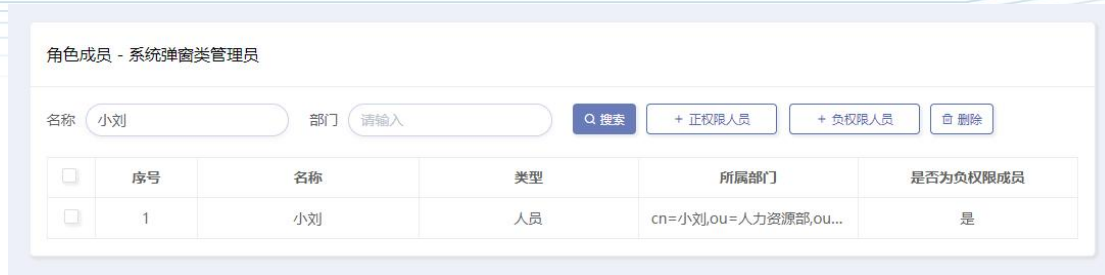 角色成员 - 系统弹窗类管理员
名称 小刘 部门 请输入 搜索 + 正权限人员 + 负权限人员 删除
序号 名称 类型 所属部门 是否为负权限成员
1 小刘 人员 cn=小刘,ou=人力资源部,ou... 是